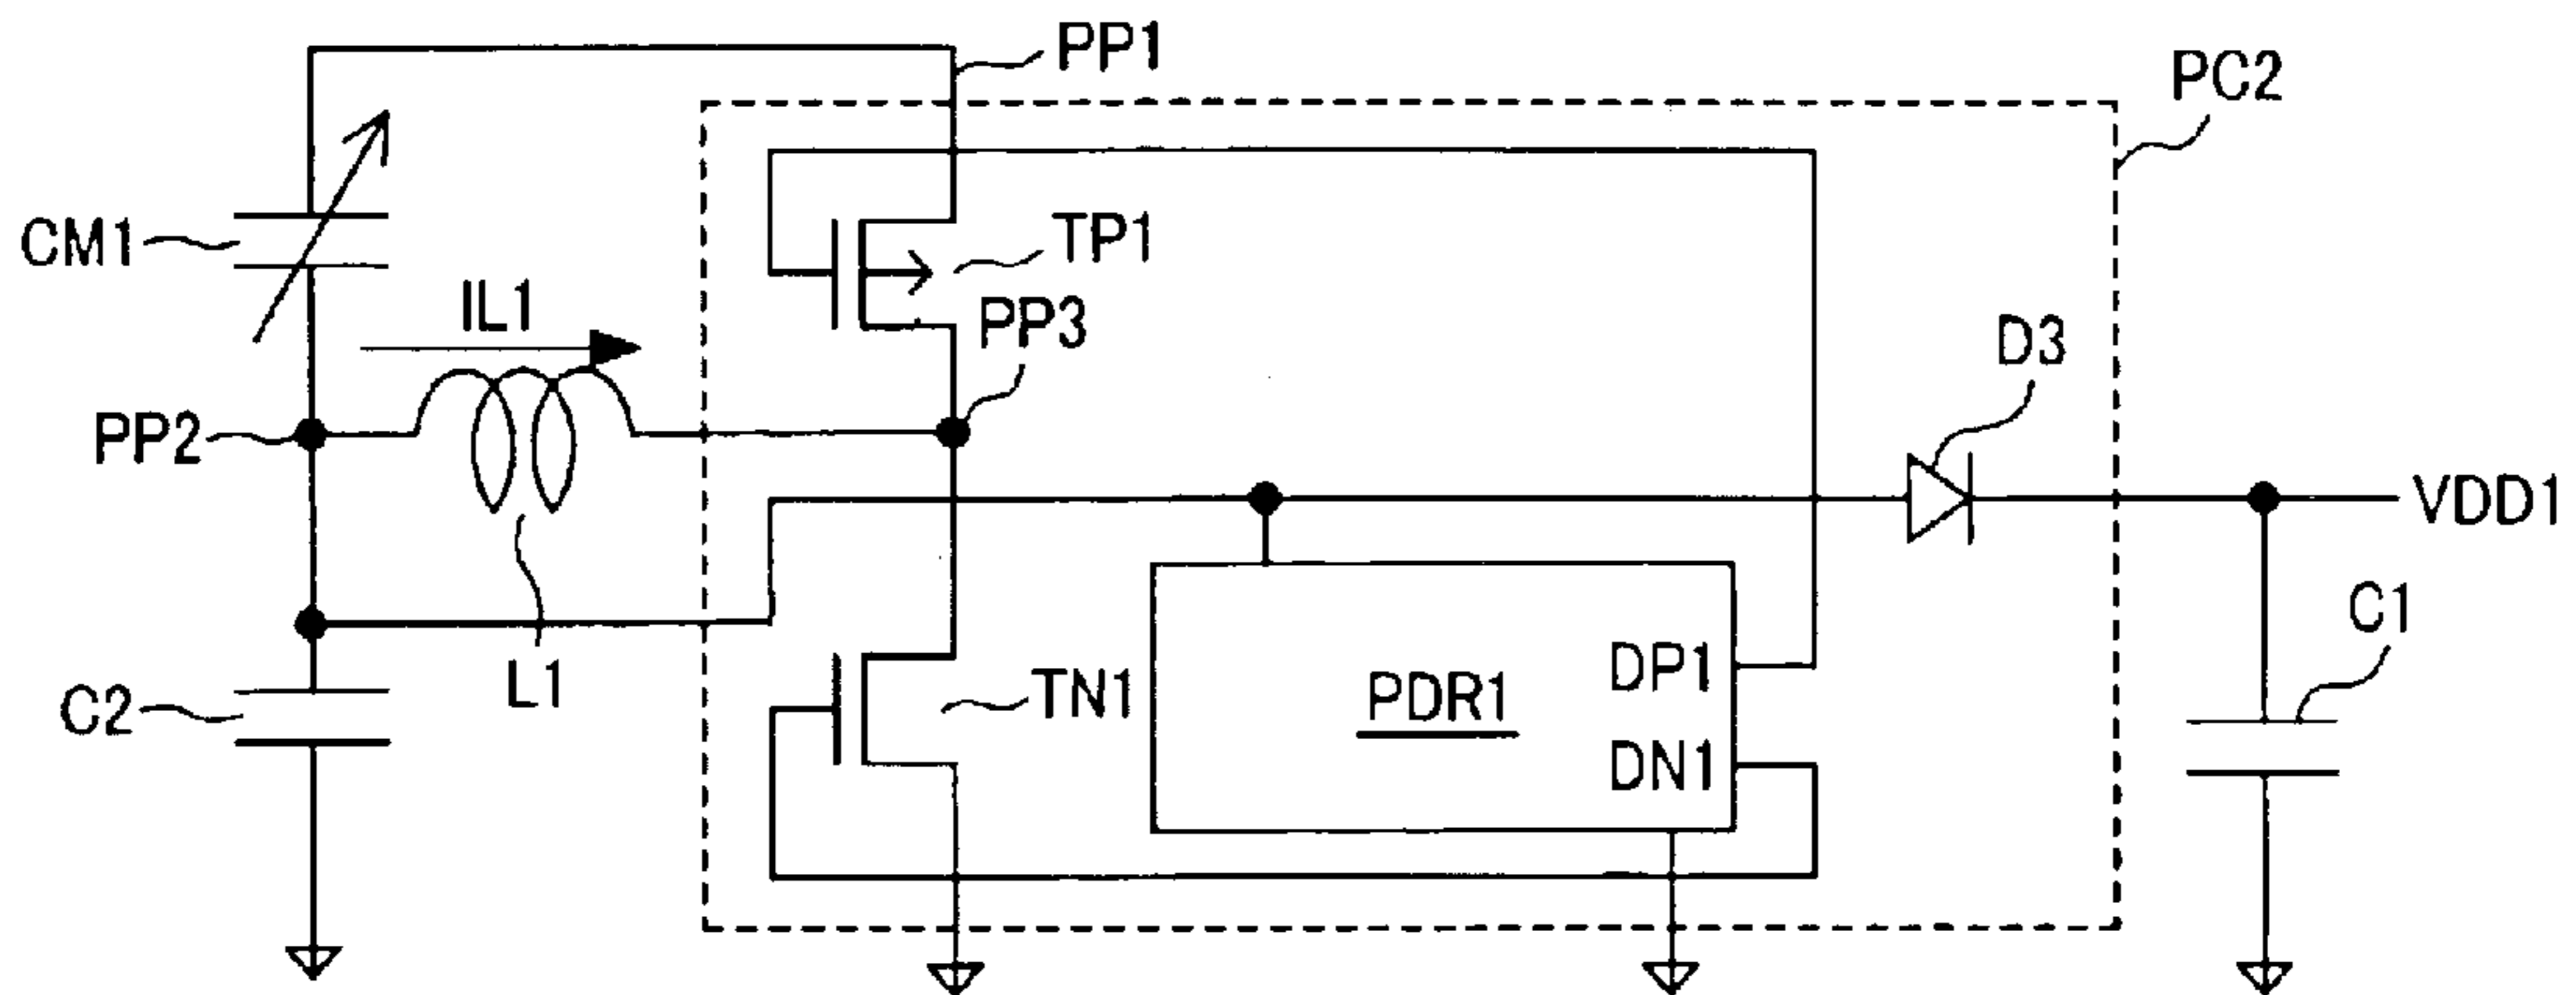 PP1
PC2
CM1
TP1
IL1
PP3
D3
PP2
VDD1
L1
C2
TN1
PDR1
DP1
DN1
C1